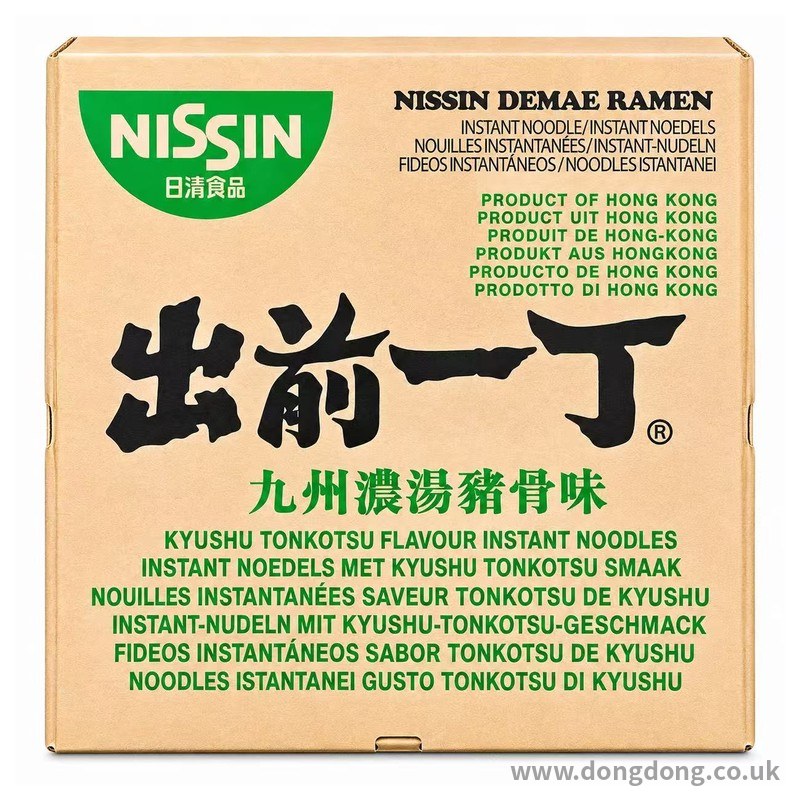 NISSIN
日清食品
NISSIN DEMAE RAMEN
INSTANT NOODLE/INSTANT NOEDELS
NOUILLES INSTANTANÉES/INSTANT-NUDELN
FIDEOS INSTANTÁNEOS/NOODLES ISTANTANEI
PRODUCT OF HONG KONG
PRODUCT UIT HONG KONG
PRODUIT DE HONG-KONG
PRODUKT AUS HONGKONG
PRODUCTO DE HONG KONG
PRODOTTO DI HONG KONG
出前一丁®
九州濃湯豬骨味
KYUSHU TONKOTSU FLAVOUR INSTANT NOODLES
INSTANT NOEDELS MET KYUSHU TONKOTSU SMAAK
NOUILLES INSTANTANÉES SAVEUR TONKOTSU DE KYUSHU
INSTANT-NUDELN MIT KYUSHU-TONKOTSU-GESCHMACK
FIDEOS INSTANTÁNEOS SABOR TONKOTSU DE KYUSHU
NOODLES ISTANTANEI GUSTO TONKOTSU DI KYUSHU
www.dongdong.co.uk